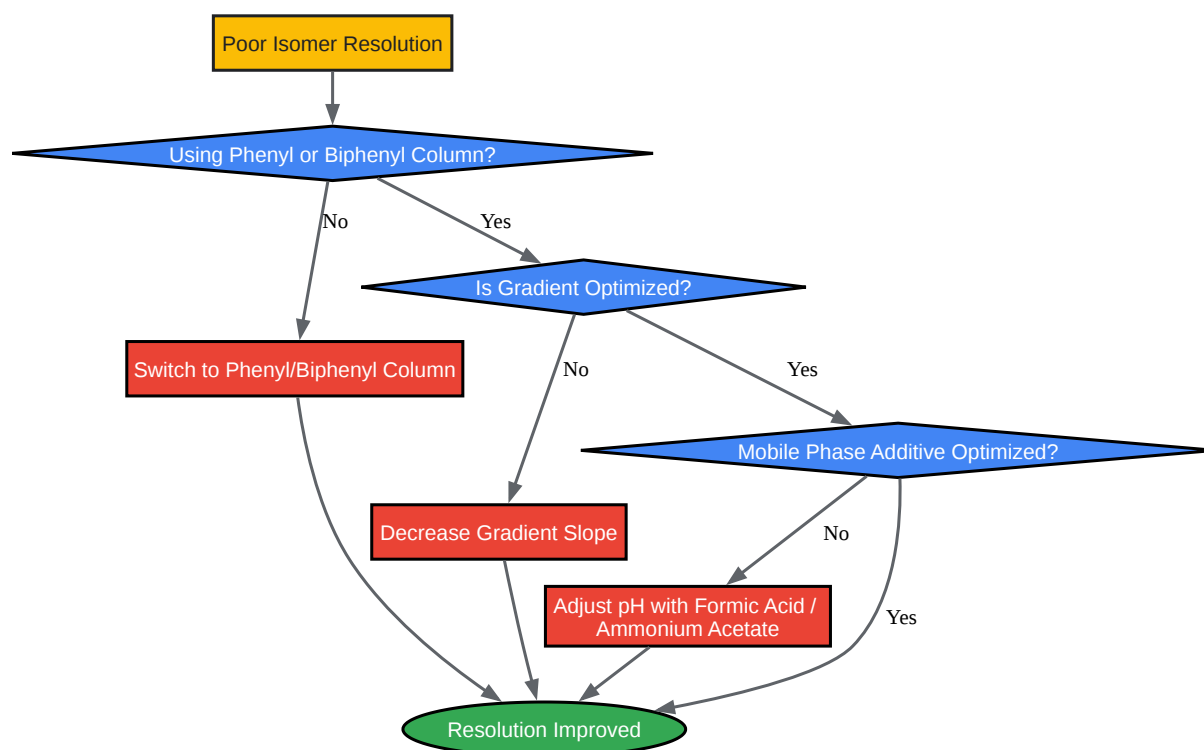 Poor Isomer Resolution
Using Phenyl or Biphenyl Column?
No
Yes
Is Gradient Optimized?
Switch to Phenyl/Biphenyl Column
No
Yes
Mobile Phase Additive Optimized?
Decrease Gradient Slope
No
Adjust pH with Formic Acid /
Ammonium Acetate
Yes
Resolution Improved